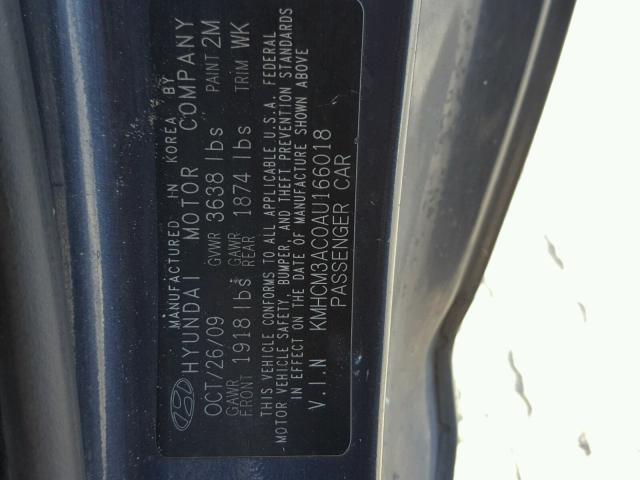 MANUFACTURED IN KOREA BY
HYUNDAI MOTOR COMPANY
OCT/26/09 GVWR 3638 lbs PAINT 2M
GAWR FRONT 1918 lbs GAWR REAR 1874 lbs TRIM WK
THIS VEHICLE CONFORMS TO ALL APPLICABLE U.S.A. FEDERAL
MOTOR VEHICLE SAFETY, BUMPER, AND THEFT PREVENTION STANDARDS
IN EFFECT ON THE DATE OF MANUFACTURE SHOWN ABOVE
V.I.N KMHCM3AC0AU166018
PASSENGER CAR